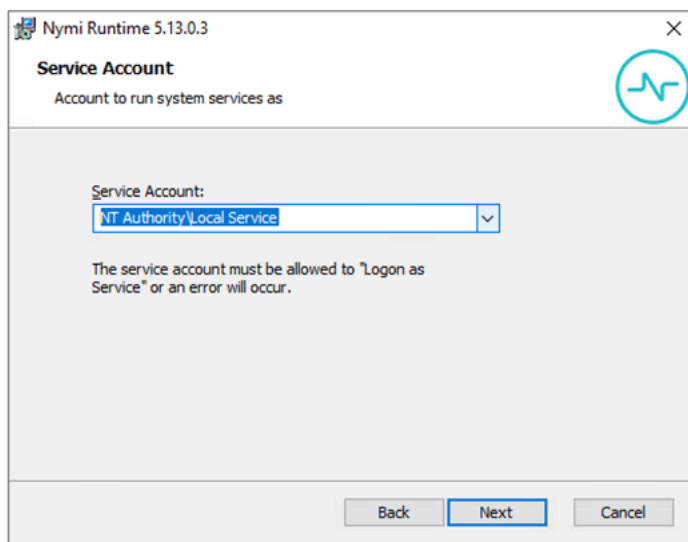 Nymi Runtime 5.13.0.3
Service Account
Account to run system services as
Service Account:
NT Authority\Local Service
The service account must be allowed to "Logon as
Service" or an error will occur.
Back
Next
Cancel